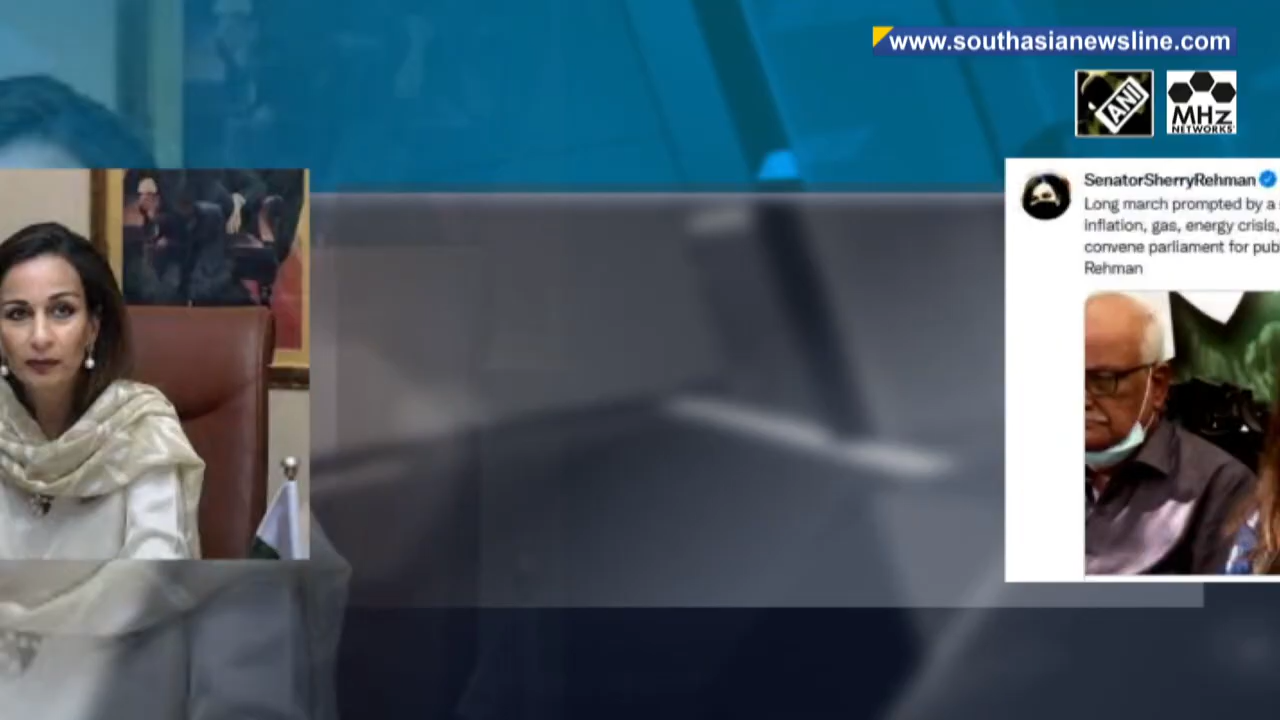 www.southasianewsline.com
ANI
MHz
NETWORKS
SenatorSherryRehman
Long march prompted by a
Inflation, gas, energy crisis,
convene parliament for pub
Rehman